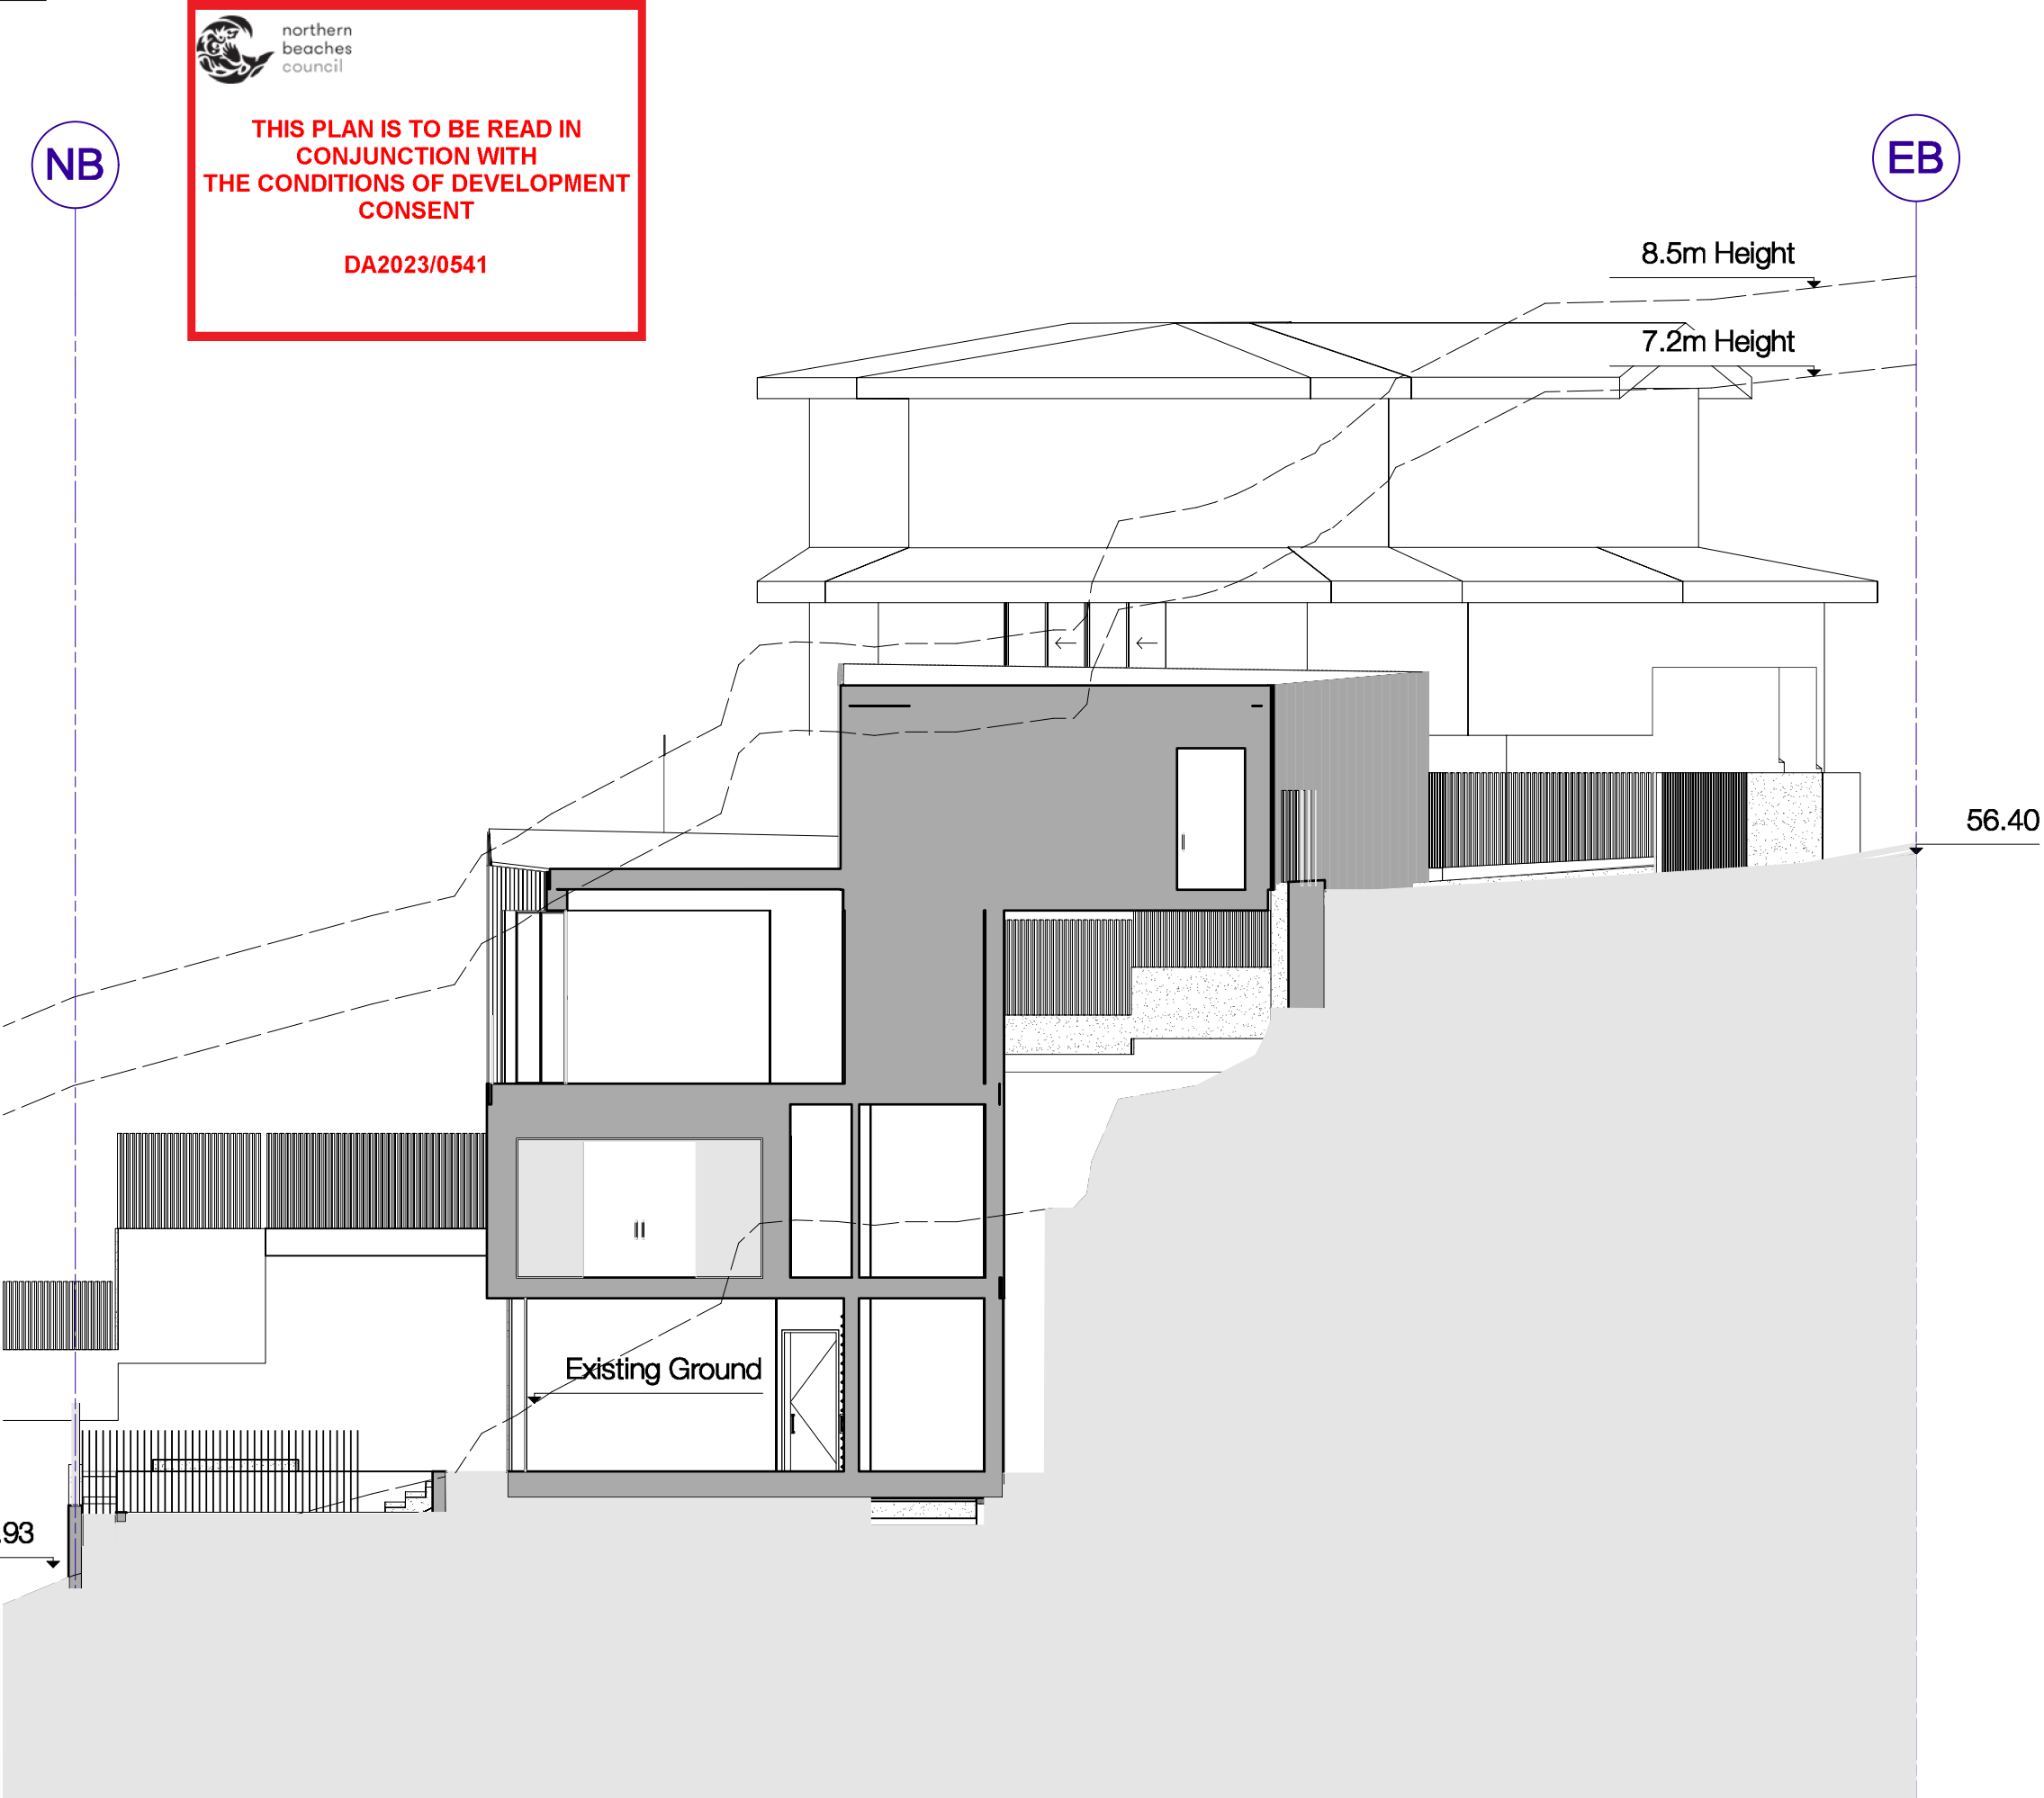 northern
beaches
council
THIS PLAN IS TO BE READ IN
CONJUNCTION WITH
THE CONDITIONS OF DEVELOPMENT
CONSENT
DA2023/0541
NB
EB
8.5m Height
7.2m Height
56.40
Existing Ground
.93